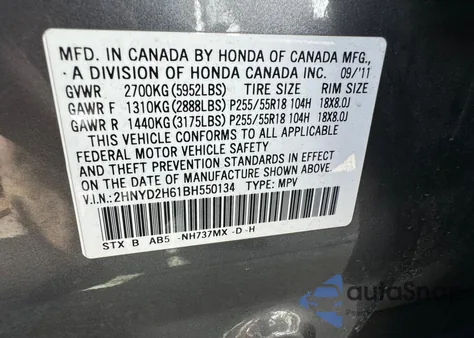 MFD. IN CANADA BY HONDA OF CANADA MFG.,
· A DIVISION OF HONDA CANADA INC. 09/'11
GVWR 2700KG(5952LBS) TIRE SIZE RIM SIZE
GAWR F 1310KG(2888LBS) P255/55R18 104H 18X8.0J
GAWR R 1440KG(3175LBS) P255/55R18 104H 18X8.0J
THIS VEHICLE CONFORMS TO ALL APPLICABLE
FEDERAL MOTOR VEHICLE SAFETY
AND THEFT PREVENTION STANDARDS IN EFFECT
ON THE DATE OF MANUFACTURE SHOWN ABOVE.
V.I.N.:2HNYD2H61BH550134 TYPE: MPV
STX B AB5 -NH737MX -D -H
autoSnap